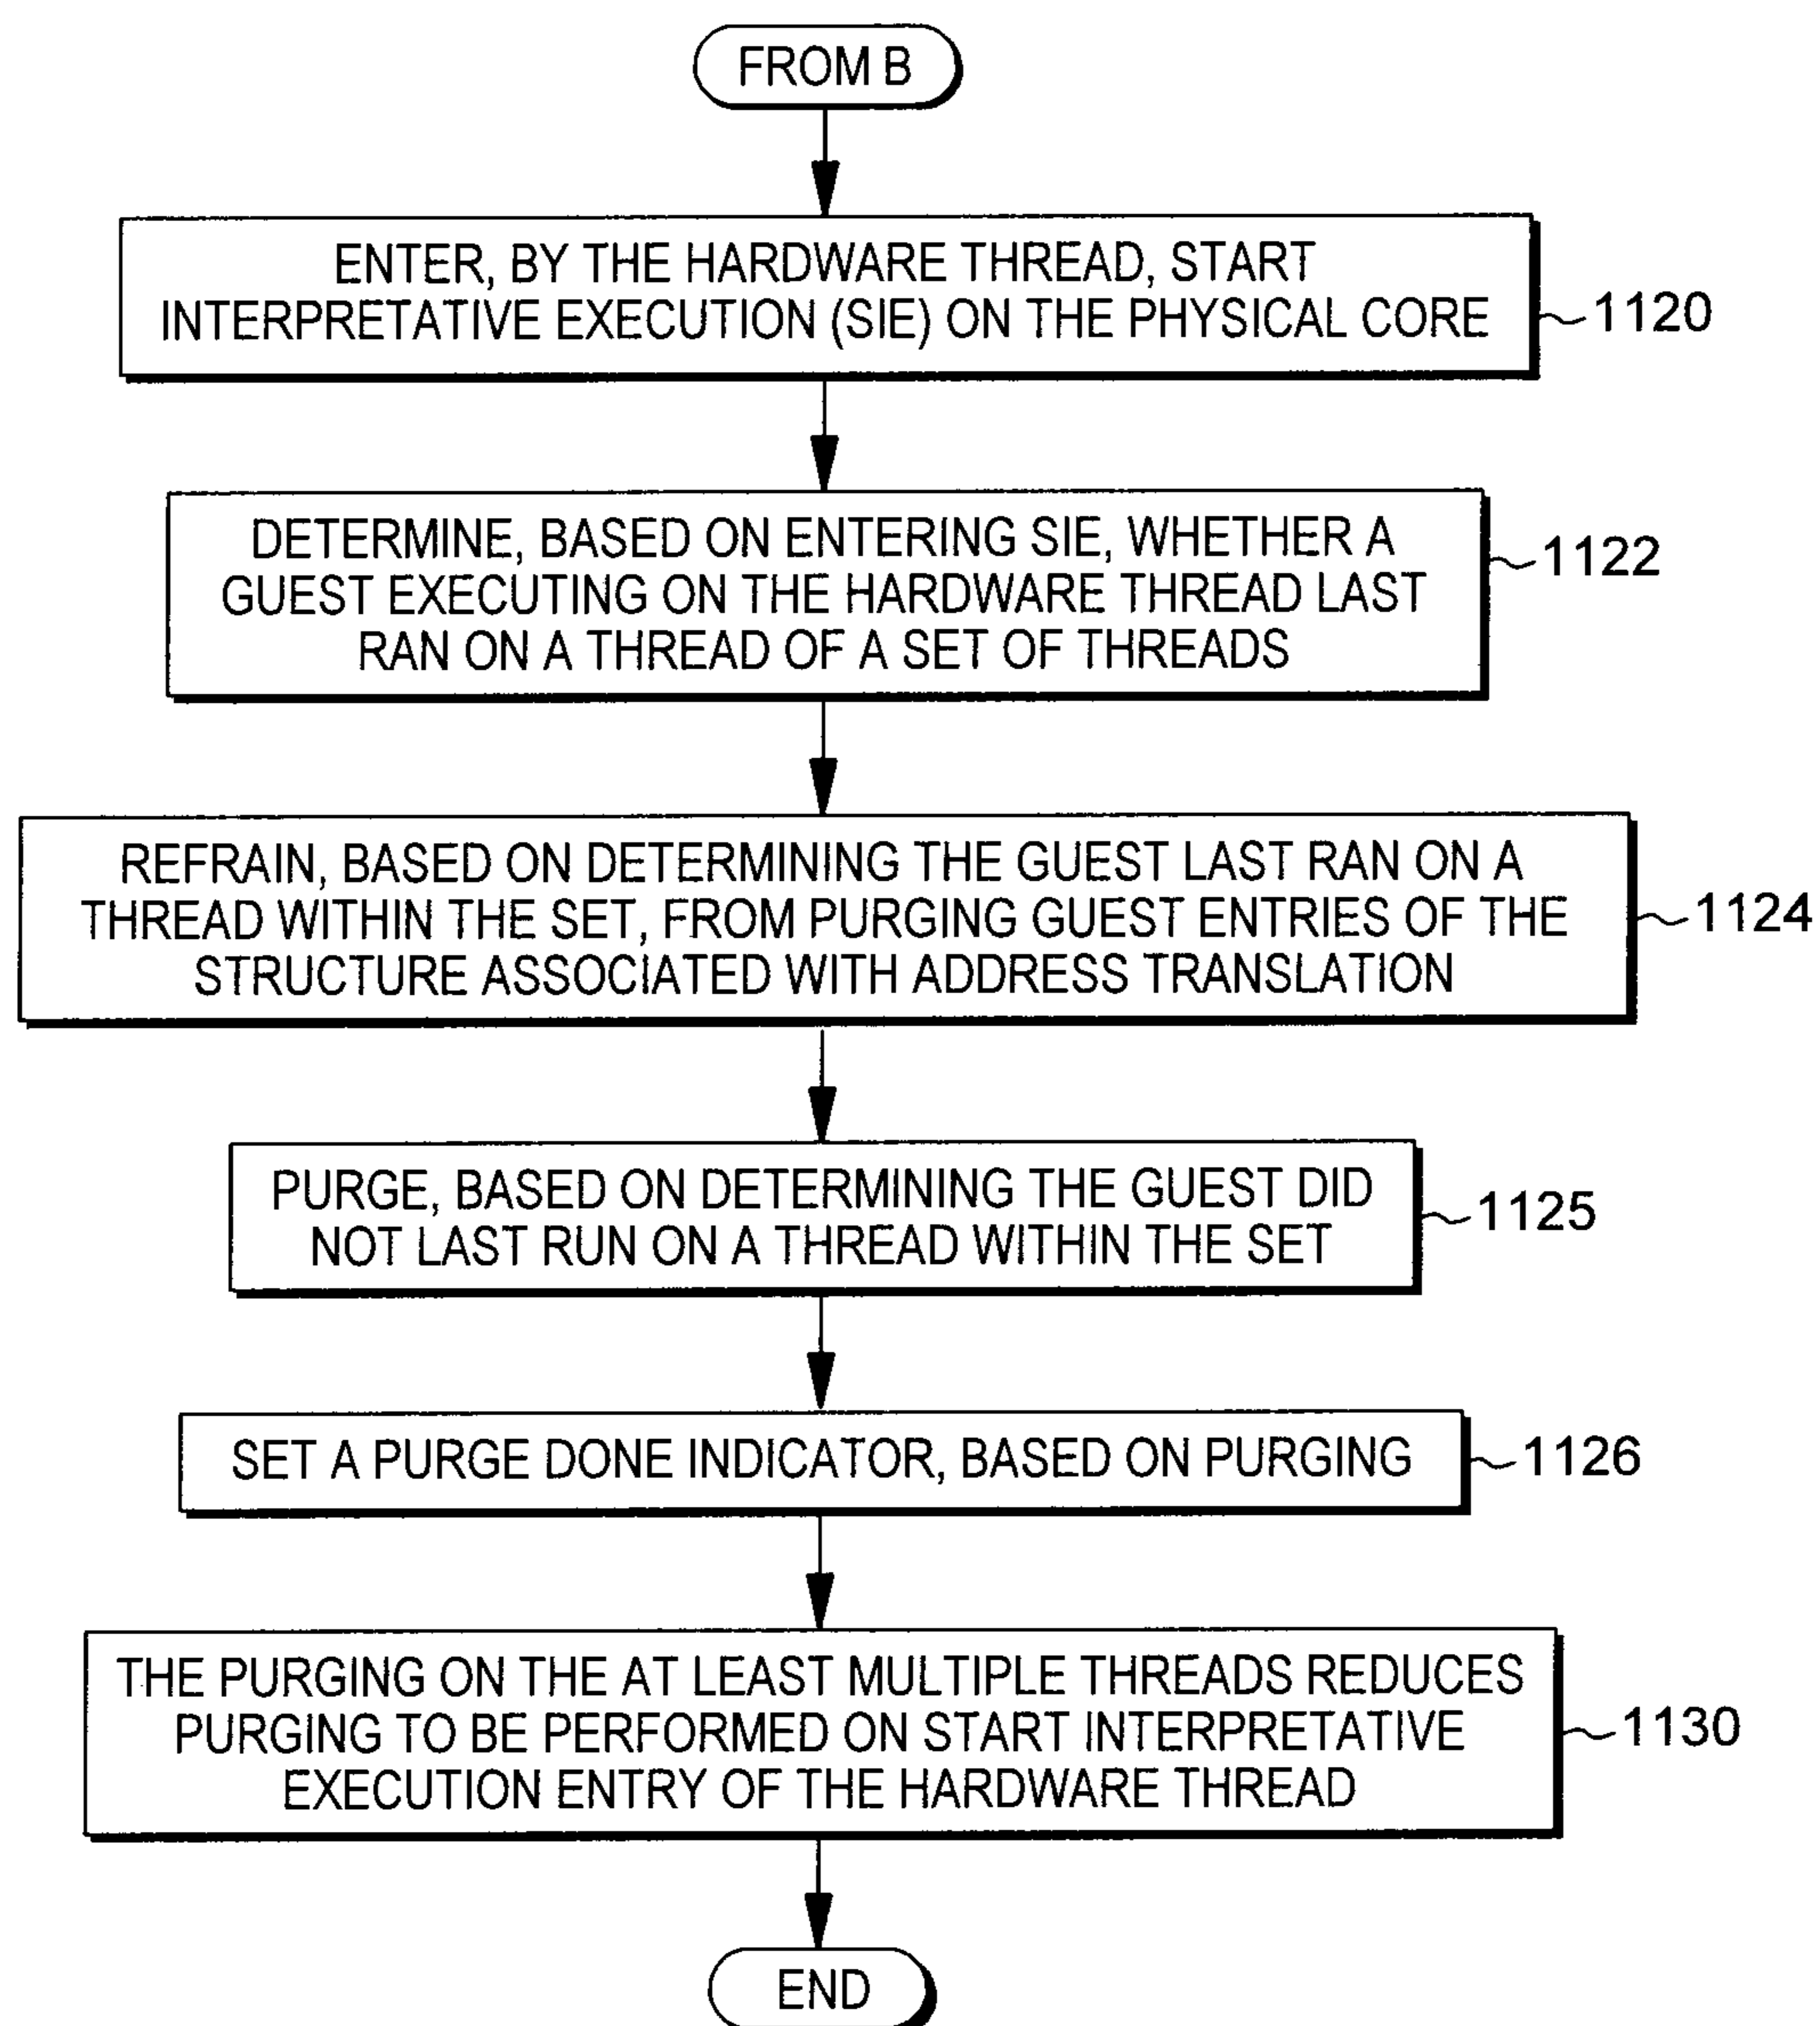 FROM B
ENTER, BY THE HARDWARE THREAD, START
INTERPRETATIVE EXECUTION (SIE) ON THE PHYSICAL CORE
1120
DETERMINE, BASED ON ENTERING SIE, WHETHER A
GUEST EXECUTING ON THE HARDWARE THREAD LAST
RAN ON A THREAD OF A SET OF THREADS
1122
REFRAIN, BASED ON DETERMINING THE GUEST LAST RAN ON A
THREAD WITHIN THE SET, FROM PURGING GUEST ENTRIES OF THE
STRUCTURE ASSOCIATED WITH ADDRESS TRANSLATION
1124
PURGE, BASED ON DETERMINING THE GUEST DID
NOT LAST RUN ON A THREAD WITHIN THE SET
1125
SET A PURGE DONE INDICATOR, BASED ON PURGING
1126
THE PURGING ON THE AT LEAST MULTIPLE THREADS REDUCES
PURGING TO BE PERFORMED ON START INTERPRETATIVE
EXECUTION ENTRY OF THE HARDWARE THREAD
1130
END